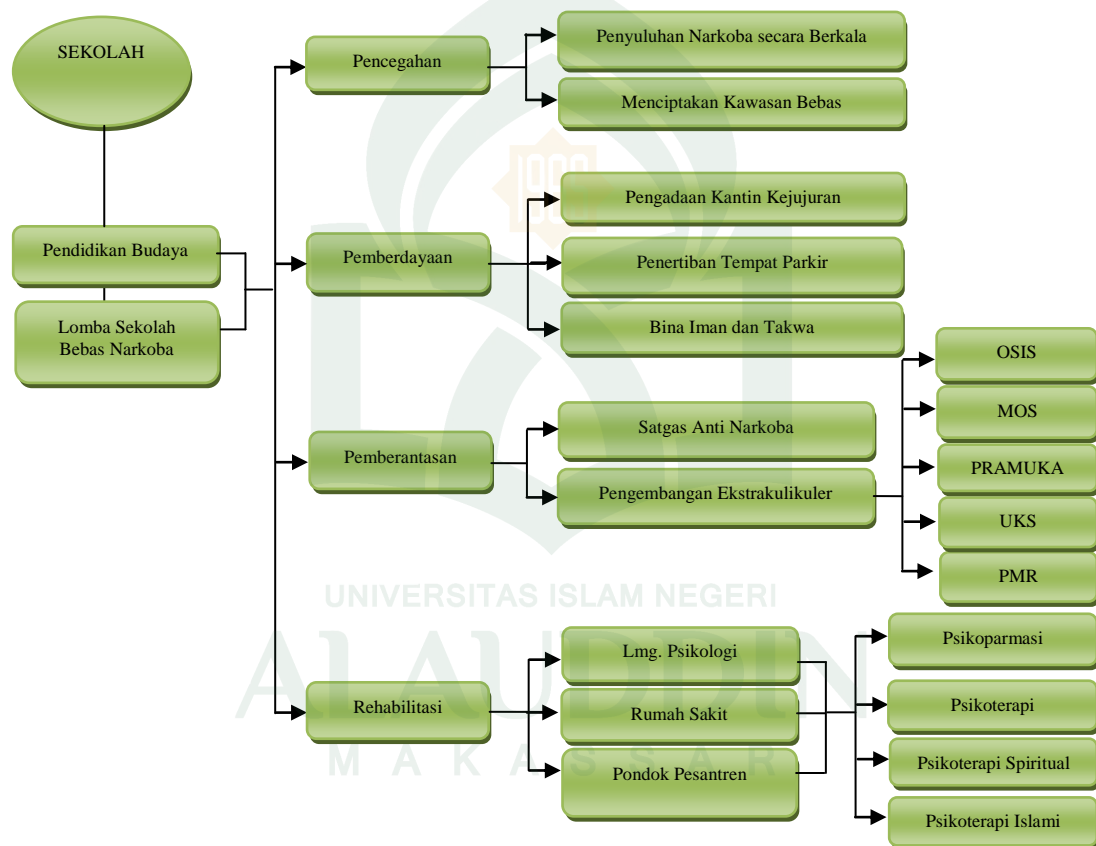 SEKOLAH
Pendidikan Budaya
Lomba Sekolah
Bebas Narkoba
Pencegahan
Penyuluhan Narkoba secara Berkala
Menciptakan Kawasan Bebas
Pemberdayaan
Pengadaan Kantin Kejujuran
Penertiban Tempat Parkir
Bina Iman dan Takwa
Pemberantasan
Satgas Anti Narkoba
Pengembangan Ekstrakulikuler
OSIS
MOS
PRAMUKA
UKS
PMR
Rehabilitasi
Lmg. Psikologi
Rumah Sakit
Pondok Pesantren
Psikoparmasi
Psikoterapi
Psikoterapi Spiritual
Psikoterapi Islami
UNIVERSITAS ISLAM NEGERI
ALAUDDIN
MAKASSAR